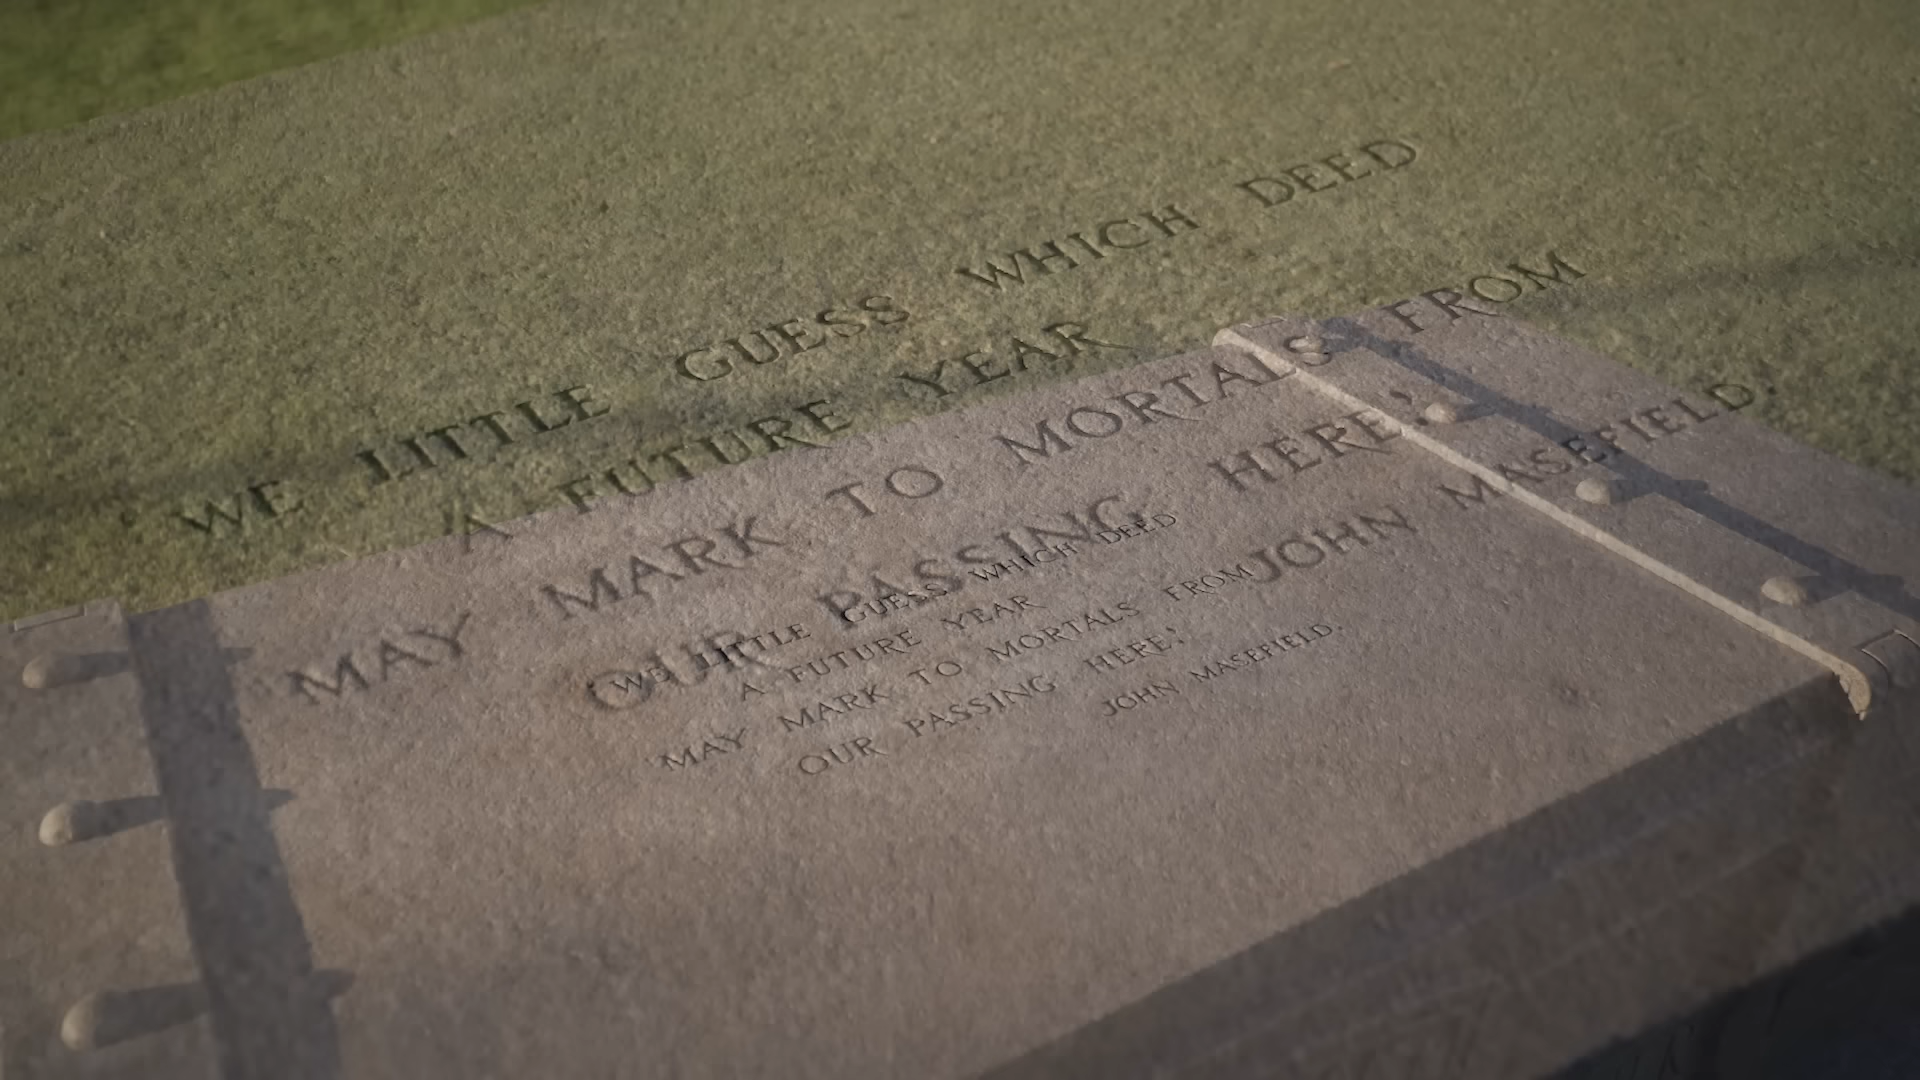 WE LITTLE GUESS WHICH DEED
'A FUTURE YEAR
MAY MARK TO MORTALS FROM
OUR PASSING HERE;'
JOHN MASEFIELD.
WE LITTLE GUESS WHICH DEED
A FUTURE YEAR
MAY MARK TO MORTALS FROM
OUR PASSING HERE;'
JOHN MASEFIELD.